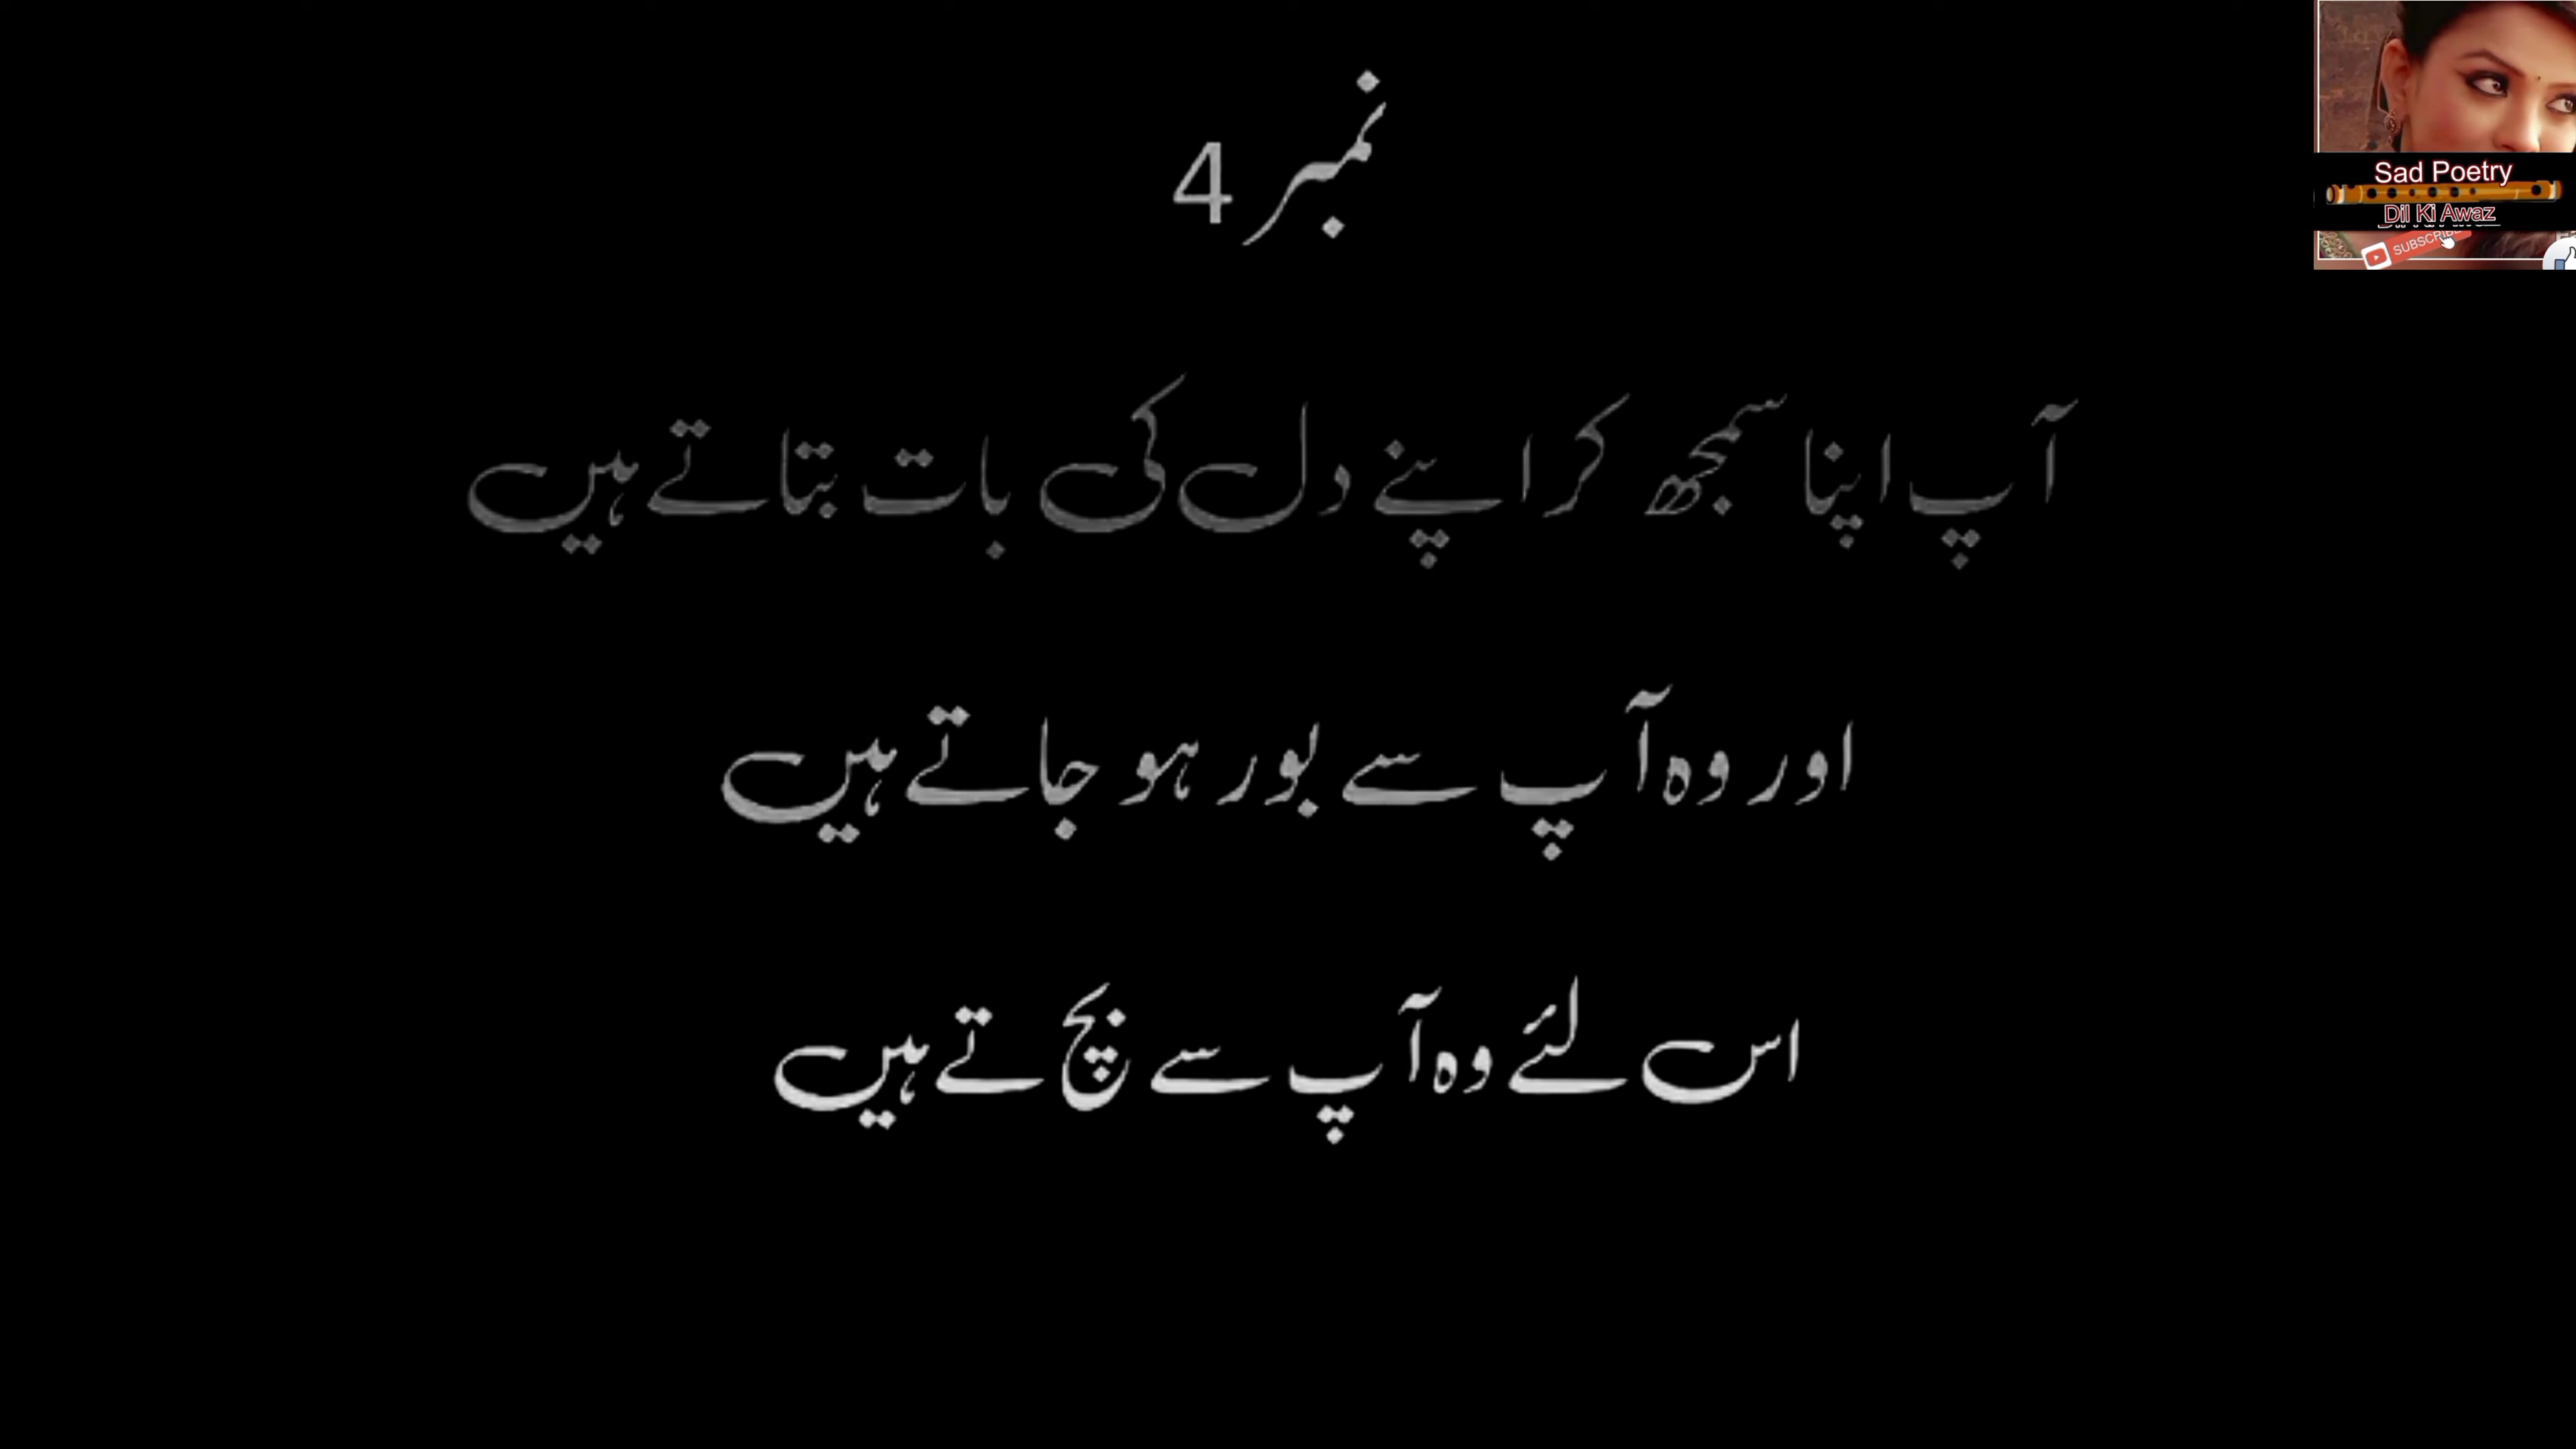 نمبر 4
آپ اپنا سمجھ کر اپنے دل کی بات بتاتے ہیں
اور وہ آپ سے بور ہو جاتے ہیں
اس لئے وہ آپ سے بچ تے ہیں
Sad Poetry
Dil Ki Awaz
SUBSCRIBE